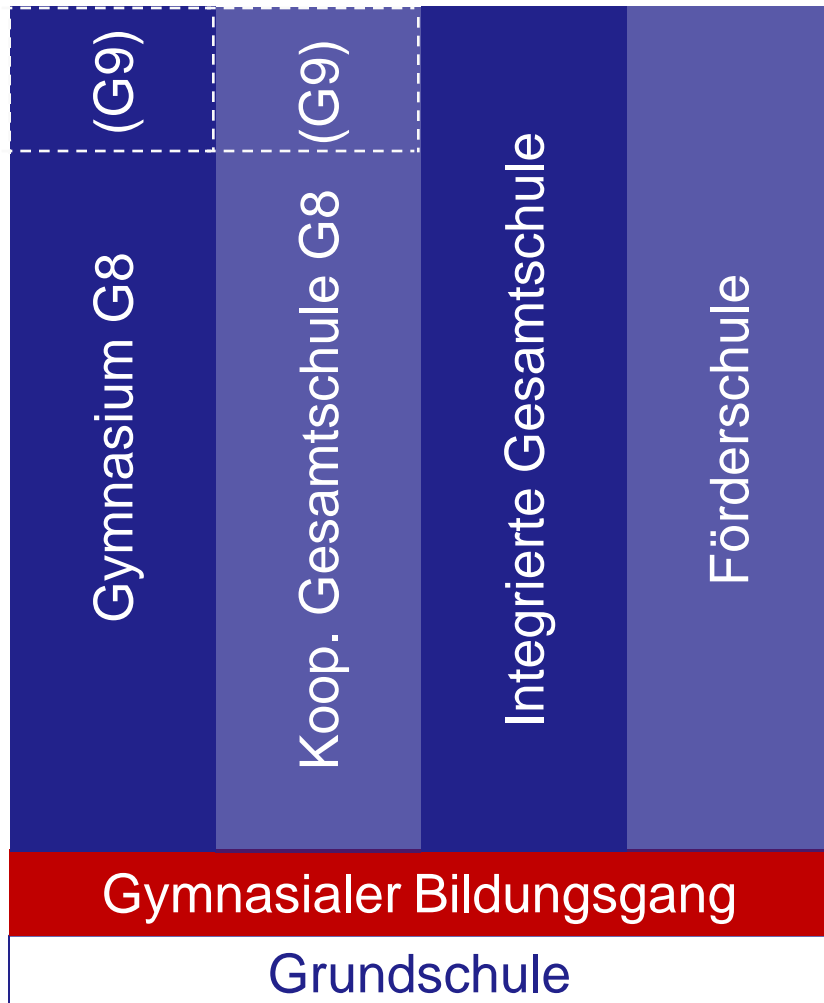 (G9)
Gymnasium G8
(G9)
Koop. Gesamtschule G8
Integrierte Gesamtschule
Förderschule
Gymnasialer Bildungsgang
Grundschule